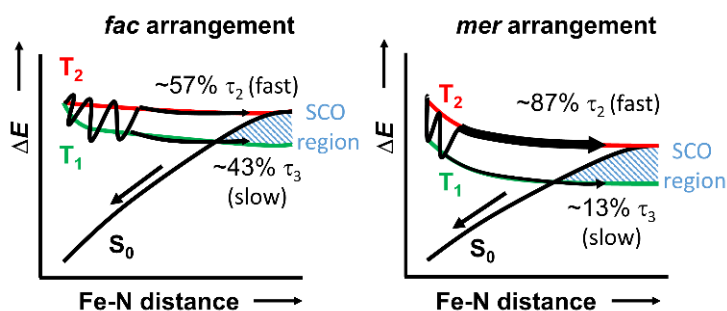 fac arrangement
ΔE
T2
~57% τ2 (fast)
SCO
region
T1
~43% τ3
(slow)
S0
Fe-N distance
mer arrangement
ΔE
T2
~87% τ2 (fast)
SCO
region
T1
~13% τ3
(slow)
S0
Fe-N distance